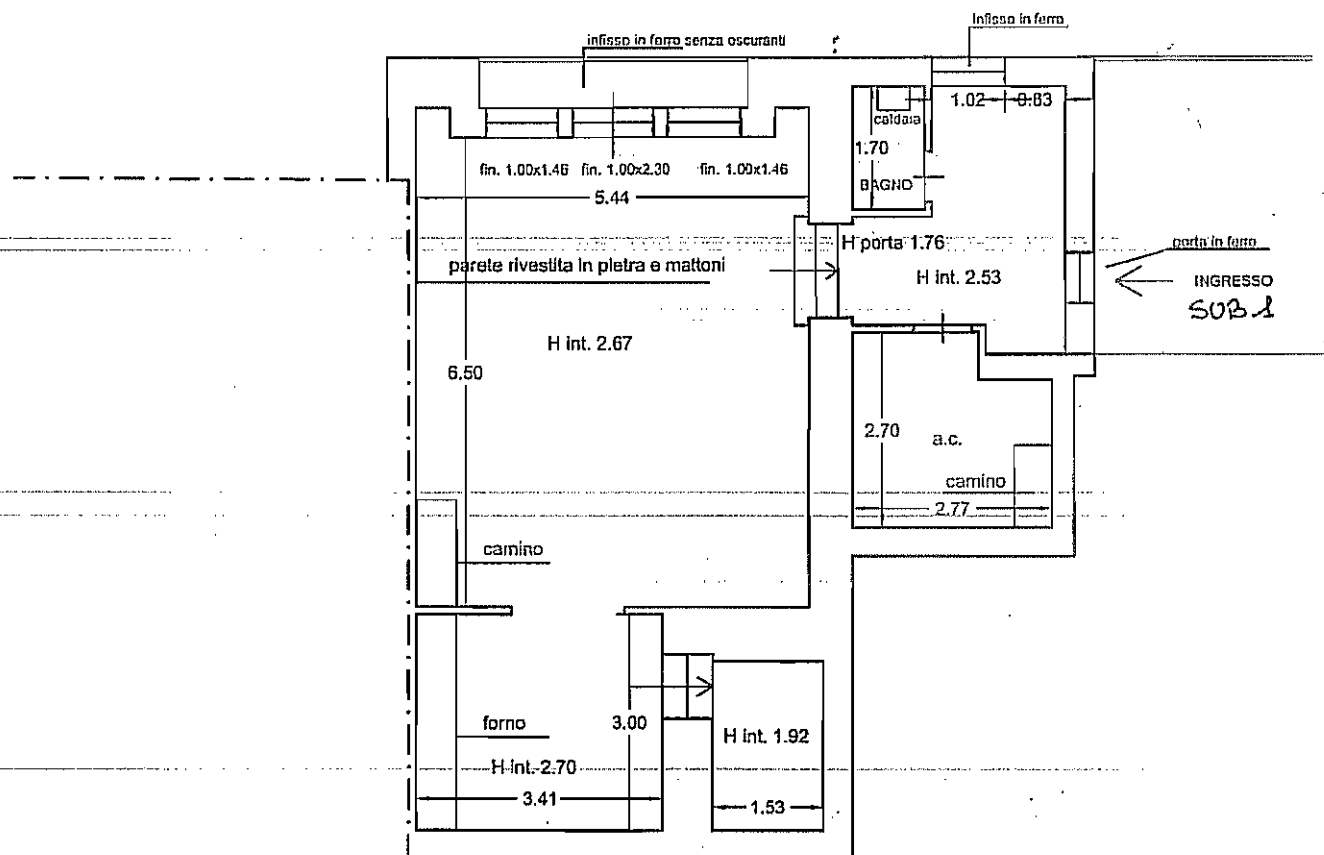 infisso in ferro
infisso in ferro senza oscuranti
1.02 0.83
caldaia
1.70
fin. 1.00x1.46 fin. 1.00x2.30 fin. 1.00x1.46
BAGNO
5.44
H porta 1.76
porta in ferro
parete rivestita in pietra e mattoni
H int. 2.53
INGRESSO
SUB 1
H int. 2.67
6.50
2.70
a.c.
camino
2.77
camino
forno
3.00
H int. 1.92
H int. 2.70
3.41
1.53